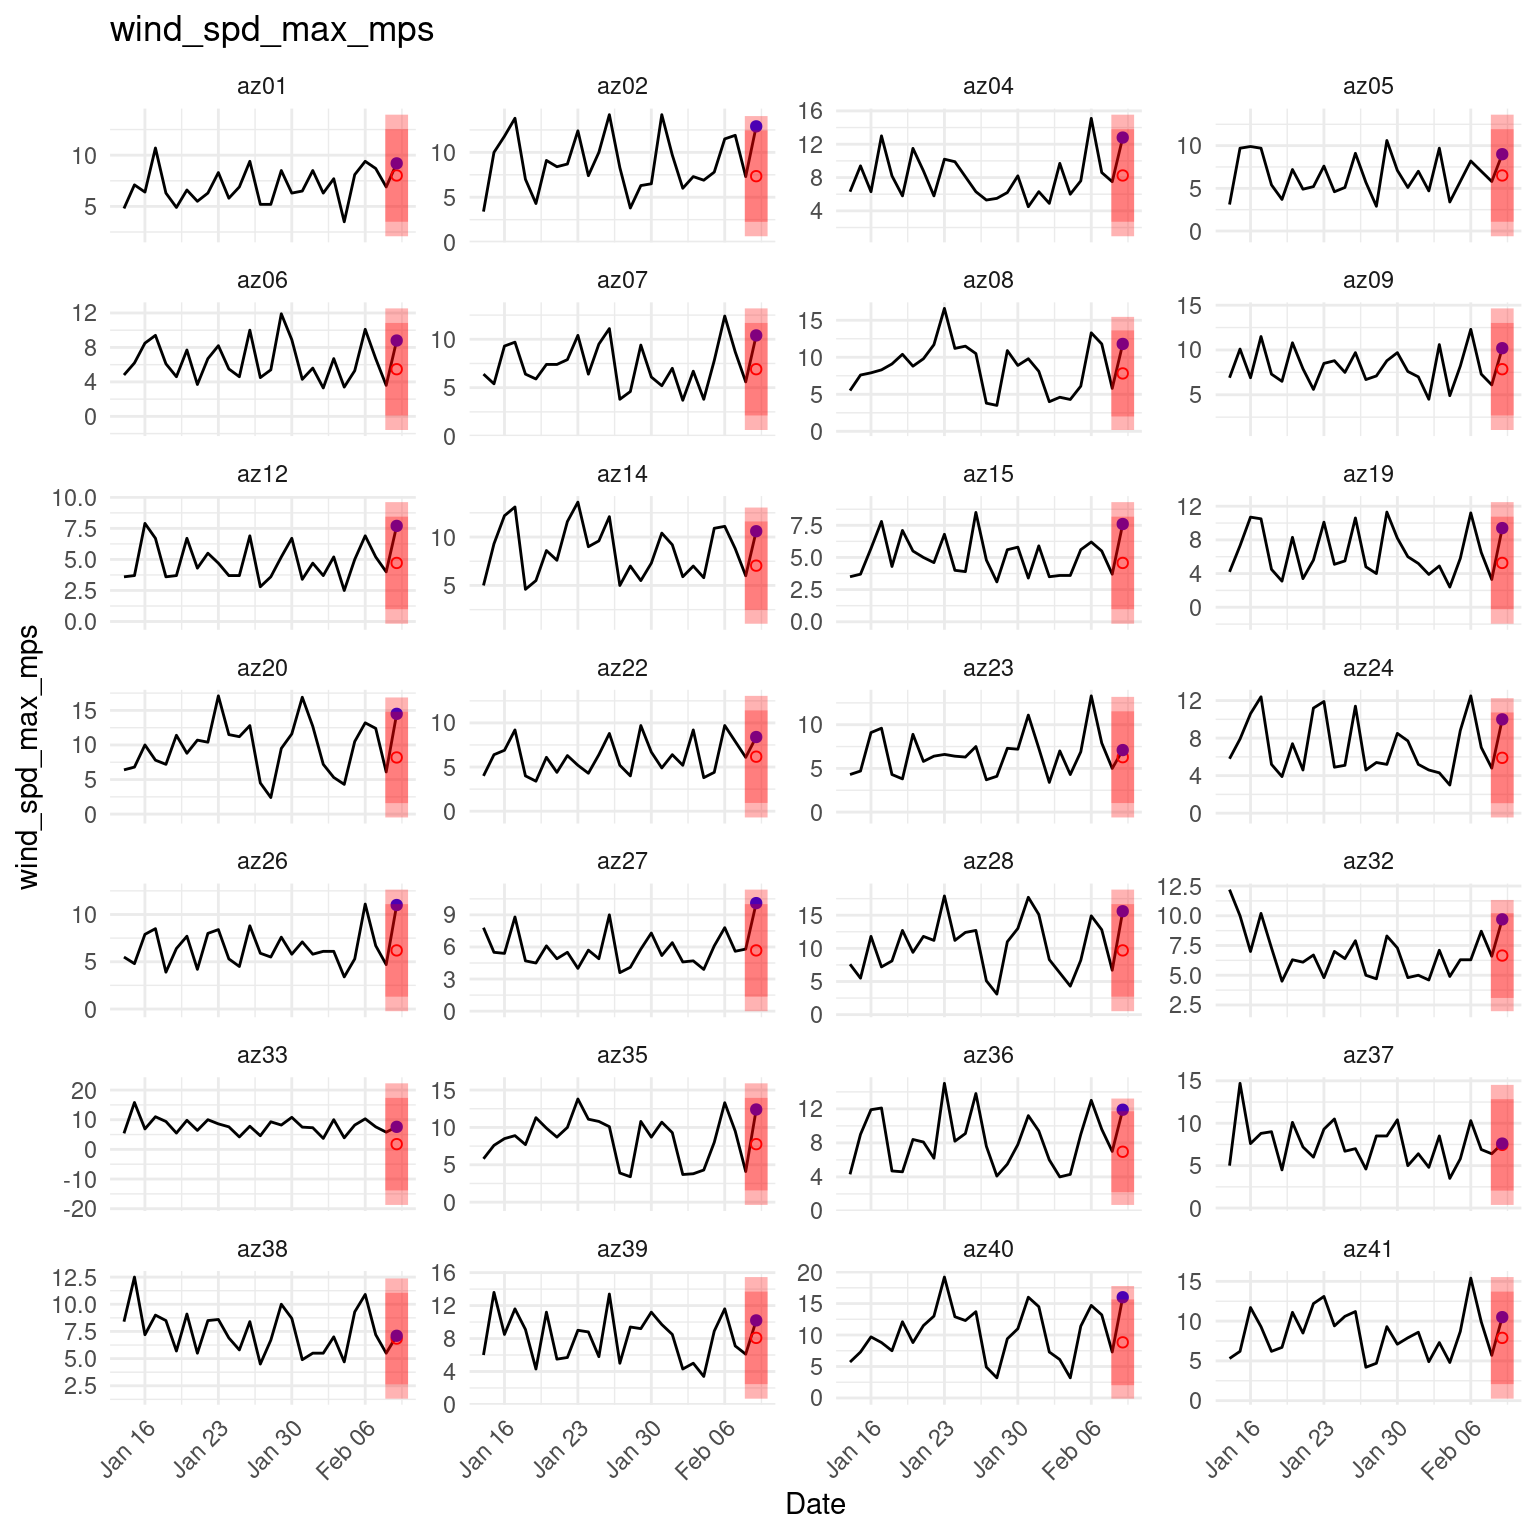 wind_spd_max_mps
az01 az02 az04 az05
10 5
10 5 0
16 12 8 4
10 5 0
az06 az07 az08 az09
12 8 4 0
10 5 0
15 10 5 0
15 10 5
az12 az14 az15 az19
10.0 7.5 5.0 2.5 0.0
10 5
7.5 5.0 2.5 0.0
12 8 4 0
az20 az22 az23 az24
15 10 5 0
10 5 0
10 5 0
12 8 4 0
az26 az27 az28 az32
10 5 0
9 6 3 0
15 10 5 0
12.5 10.0 7.5 5.0 2.5
az33 az35 az36 az37
20 10 0 -10 -20
15 10 5 0
12 8 4 0
15 10 5 0
az38 az39 az40 az41
12.5 10.0 7.5 5.0 2.5
16 12 8 4 0
20 15 10 5 0
15 10 5 0
Jan 16 Jan 23 Jan 30 Feb 06
Jan 16 Jan 23 Jan 30 Feb 06
Jan 16 Jan 23 Jan 30 Feb 06
Jan 16 Jan 23 Jan 30 Feb 06
Date
wind_spd_max_mps